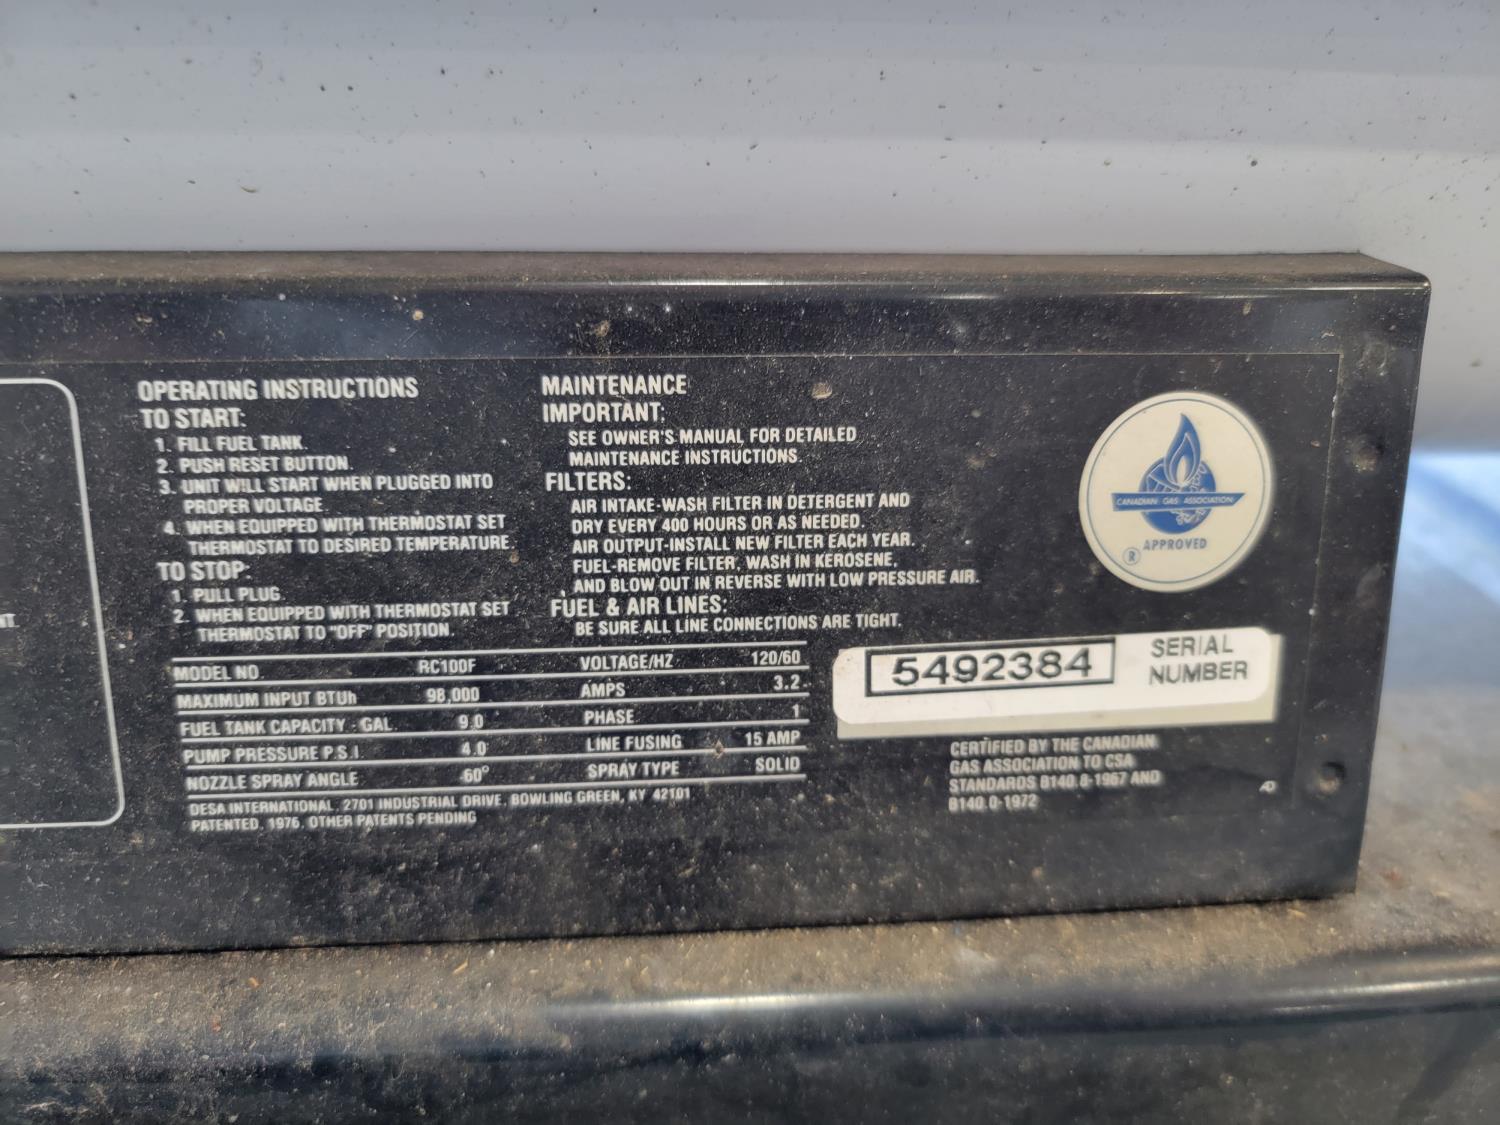 NT.
OPERATING INSTRUCTIONS
TO START:
1. FILL FUEL TANK.
2. PUSH RESET BUTTON.
3. UNIT WILL START WHEN PLUGGED INTO
PROPER VOLTAGE.
4. WHEN EQUIPPED WITH THERMOSTAT SET
THERMOSTAT TO DESIRED TEMPERATURE.
TO STOP:
1. PULL PLUG.
2. WHEN EQUIPPED WITH THERMOSTAT SET
THERMOSTAT TO "OFF" POSITION.
MAINTENANCE
IMPORTANT:
SEE OWNER'S MANUAL FOR DETAILED
MAINTENANCE INSTRUCTIONS.
FILTERS:
AIR INTAKE-WASH FILTER IN DETERGENT AND
DRY EVERY 400 HOURS OR AS NEEDED.
AIR OUTPUT-INSTALL NEW FILTER EACH YEAR.
FUEL-REMOVE FILTER, WASH IN KEROSENE,
AND BLOW OUT IN REVERSE WITH LOW PRESSURE AIR.
FUEL & AIR LINES:
BE SURE ALL LINE CONNECTIONS ARE TIGHT.
MODEL NO. RC100F VOLTAGE/HZ 120/60
MAXIMUM INPUT BTUh 98,000 AMPS 3.2
FUEL TANK CAPACITY - GAL 9.0 PHASE 1
PUMP PRESSURE P.S.I. 4.0 LINE FUSING 15 AMP
NOZZLE SPRAY ANGLE 60° SPRAY TYPE SOLID
DESA INTERNATIONAL, 2701 INDUSTRIAL DRIVE, BOWLING GREEN, KY 42101
PATENTED, 1976, OTHER PATENTS PENDING
CANADIAN GAS ASSOCIATION
APPROVED
®
5492384
SERIAL
NUMBER
CERTIFIED BY THE CANADIAN
GAS ASSOCIATION TO CSA
STANDARDS B140.8-1967 AND
B140.0-1972